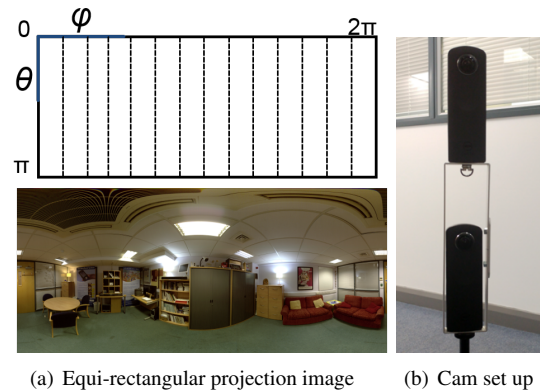 φ
0 2π
θ
π
(a) Equi-rectangular projection image
(b) Cam set up